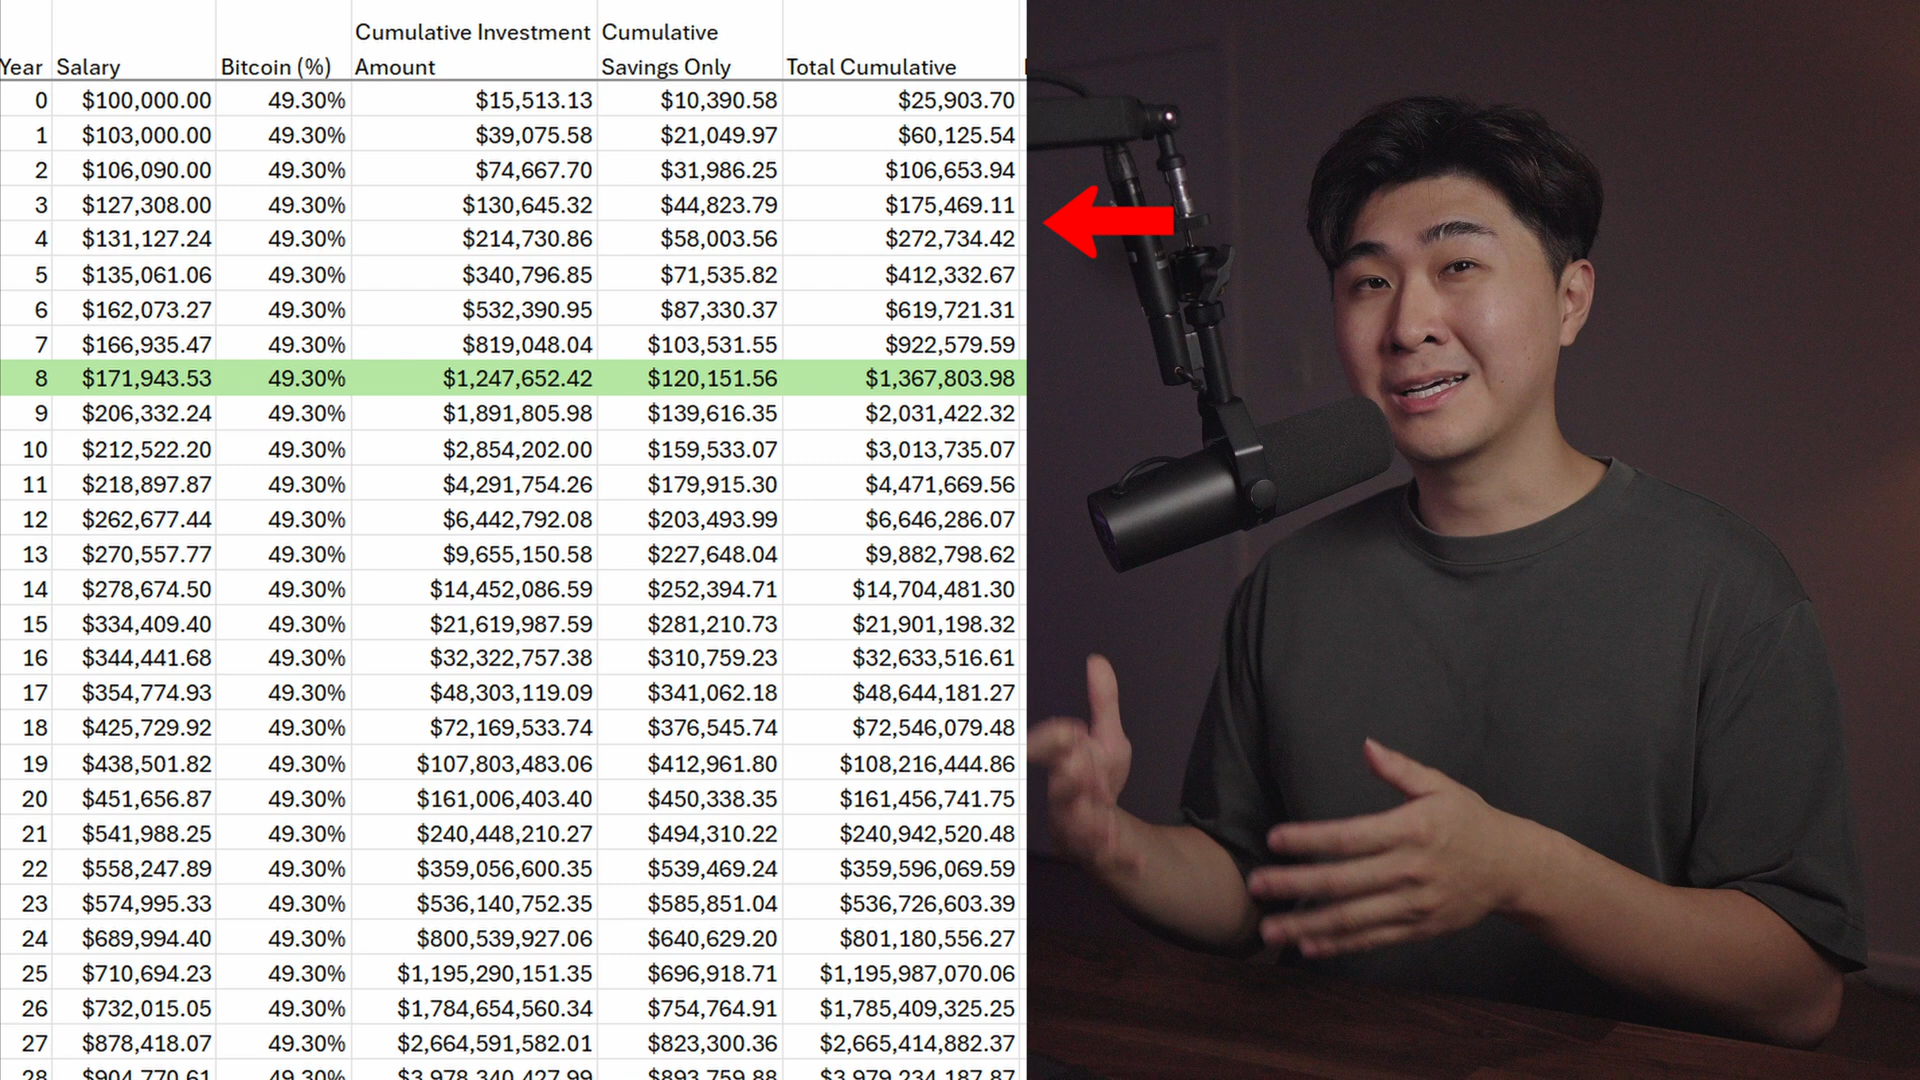 Year Salary Bitcoin (%) Cumulative Investment Amount Cumulative Savings Only Total Cumulative
0 $100,000.00 49.30% $15,513.13 $10,390.58 $25,903.70
1 $103,000.00 49.30% $39,075.58 $21,049.97 $60,125.54
2 $106,090.00 49.30% $74,667.70 $31,986.25 $106,653.94
3 $127,308.00 49.30% $130,645.32 $44,823.79 $175,469.11
4 $131,127.24 49.30% $214,730.86 $58,003.56 $272,734.42
5 $135,061.06 49.30% $340,796.85 $71,535.82 $412,332.67
6 $162,073.27 49.30% $532,390.95 $87,330.37 $619,721.31
7 $166,935.47 49.30% $819,048.04 $103,531.55 $922,579.59
8 $171,943.53 49.30% $1,247,652.42 $120,151.56 $1,367,803.98
9 $206,332.24 49.30% $1,891,805.98 $139,616.35 $2,031,422.32
10 $212,522.20 49.30% $2,854,202.00 $159,533.07 $3,013,735.07
11 $218,897.87 49.30% $4,291,754.26 $179,915.30 $4,471,669.56
12 $262,677.44 49.30% $6,442,792.08 $203,493.99 $6,646,286.07
13 $270,557.77 49.30% $9,655,150.58 $227,648.04 $9,882,798.62
14 $278,674.50 49.30% $14,452,086.59 $252,394.71 $14,704,481.30
15 $334,409.40 49.30% $21,619,987.59 $281,210.73 $21,901,198.32
16 $344,441.68 49.30% $32,322,757.38 $310,759.23 $32,633,516.61
17 $354,774.93 49.30% $48,303,119.09 $341,062.18 $48,644,181.27
18 $425,729.92 49.30% $72,169,533.74 $376,545.74 $72,546,079.48
19 $438,501.82 49.30% $107,803,483.06 $412,961.80 $108,216,444.86
20 $451,656.87 49.30% $161,006,403.40 $450,338.35 $161,456,741.75
21 $541,988.25 49.30% $240,448,210.27 $494,310.22 $240,942,520.48
22 $558,247.89 49.30% $359,056,600.35 $539,469.24 $359,596,069.59
23 $574,995.33 49.30% $536,140,752.35 $585,851.04 $536,726,603.39
24 $689,994.40 49.30% $800,539,927.06 $640,629.20 $801,180,556.27
25 $710,694.23 49.30% $1,195,290,151.35 $696,918.71 $1,195,987,070.06
26 $732,015.05 49.30% $1,784,654,560.34 $754,764.91 $1,785,409,325.25
27 $878,418.07 49.30% $2,664,591,582.01 $823,300.36 $2,665,414,882.37
28 $904,770.61 49.30% $3,978,340,427.99 $893,759.88 $3,979,234,187.87